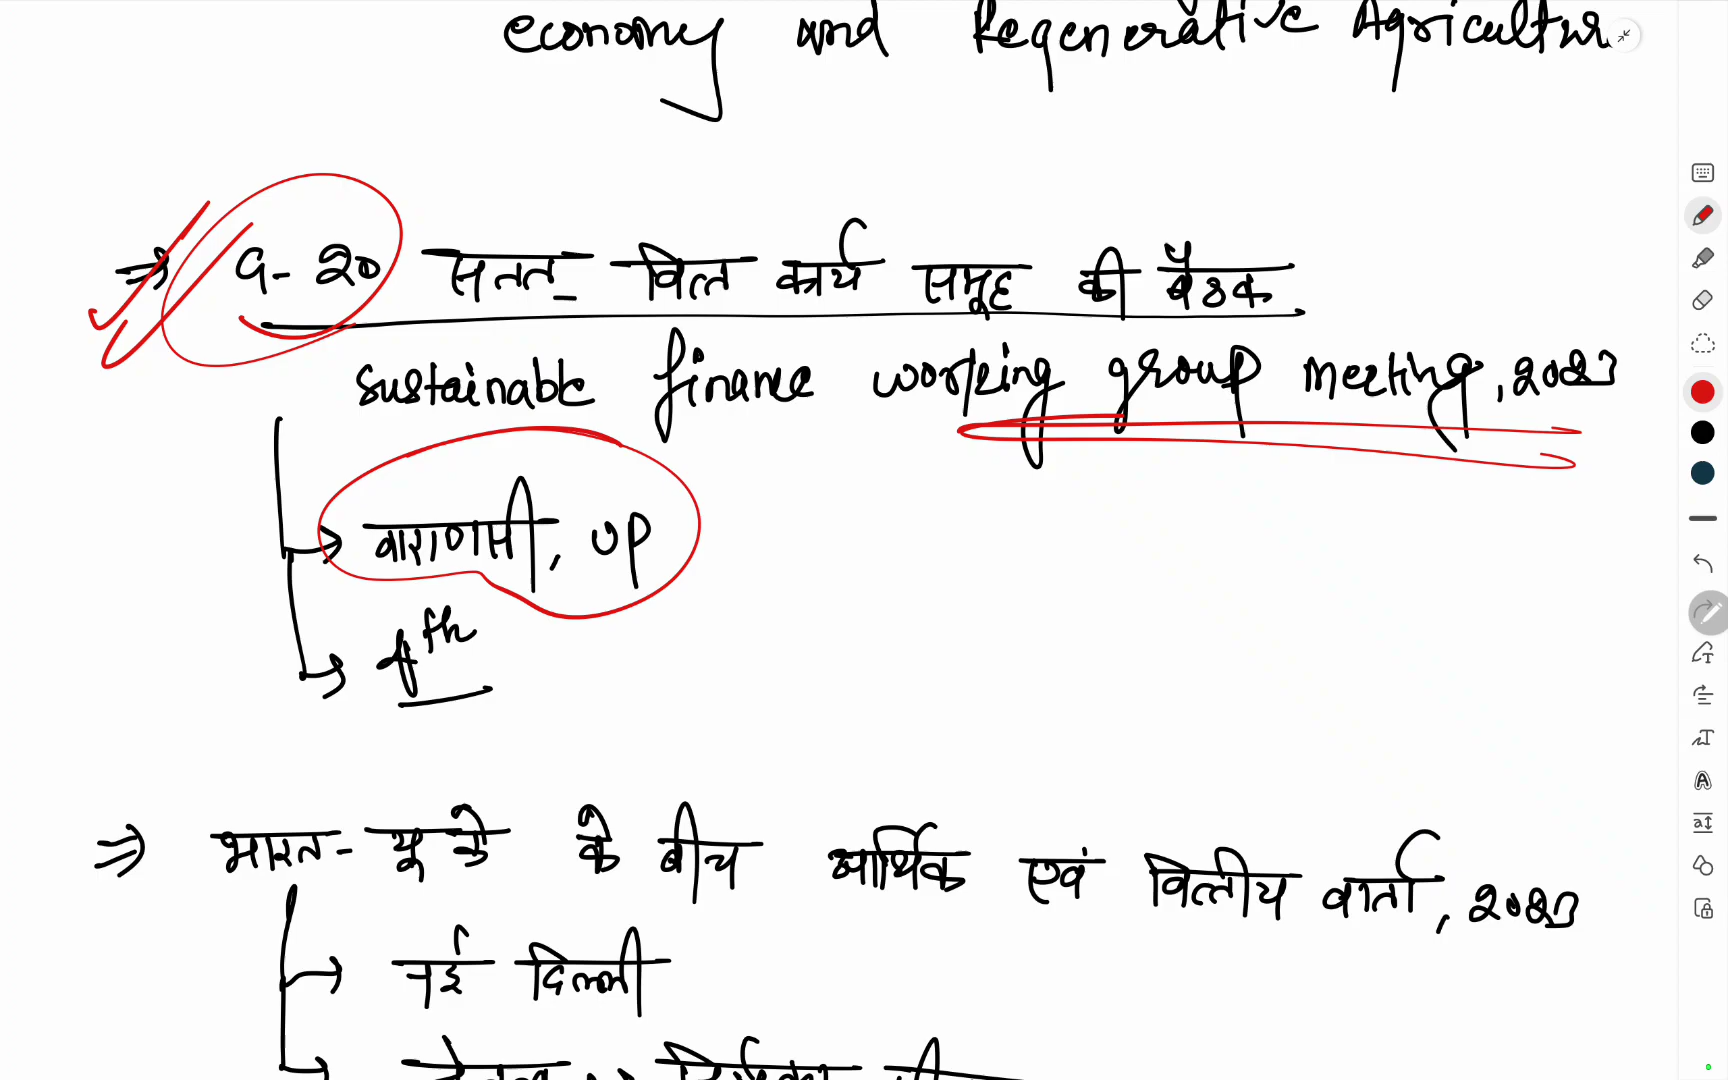 economy and Regenerative Agricultur
⇒ G-20 सतत वित्त कार्य समूह की बैठक
sustainable finance working group meeting, 2023
→ वाराणसी, UP
→ 4th
⇒ भारत-यूके के बीच आर्थिक एवं वित्तीय वार्ता, 2023
→ नई दिल्ली